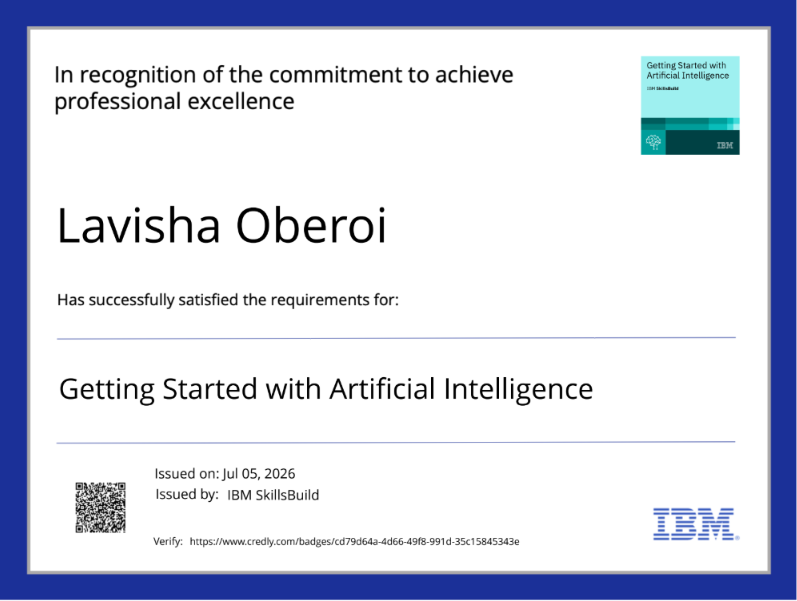 In recognition of the commitment to achieve
professional excellence
Getting Started with
Artificial Intelligence
IBM SkillsBuild
IBM
Lavisha Oberoi
Has successfully satisfied the requirements for:
Getting Started with Artificial Intelligence
Issued on: Jul 05, 2026
Issued by: IBM SkillsBuild
Verify: https://www.credly.com/badges/cd79d64a-4d66-49f8-991d-35c15845343e
IBM®